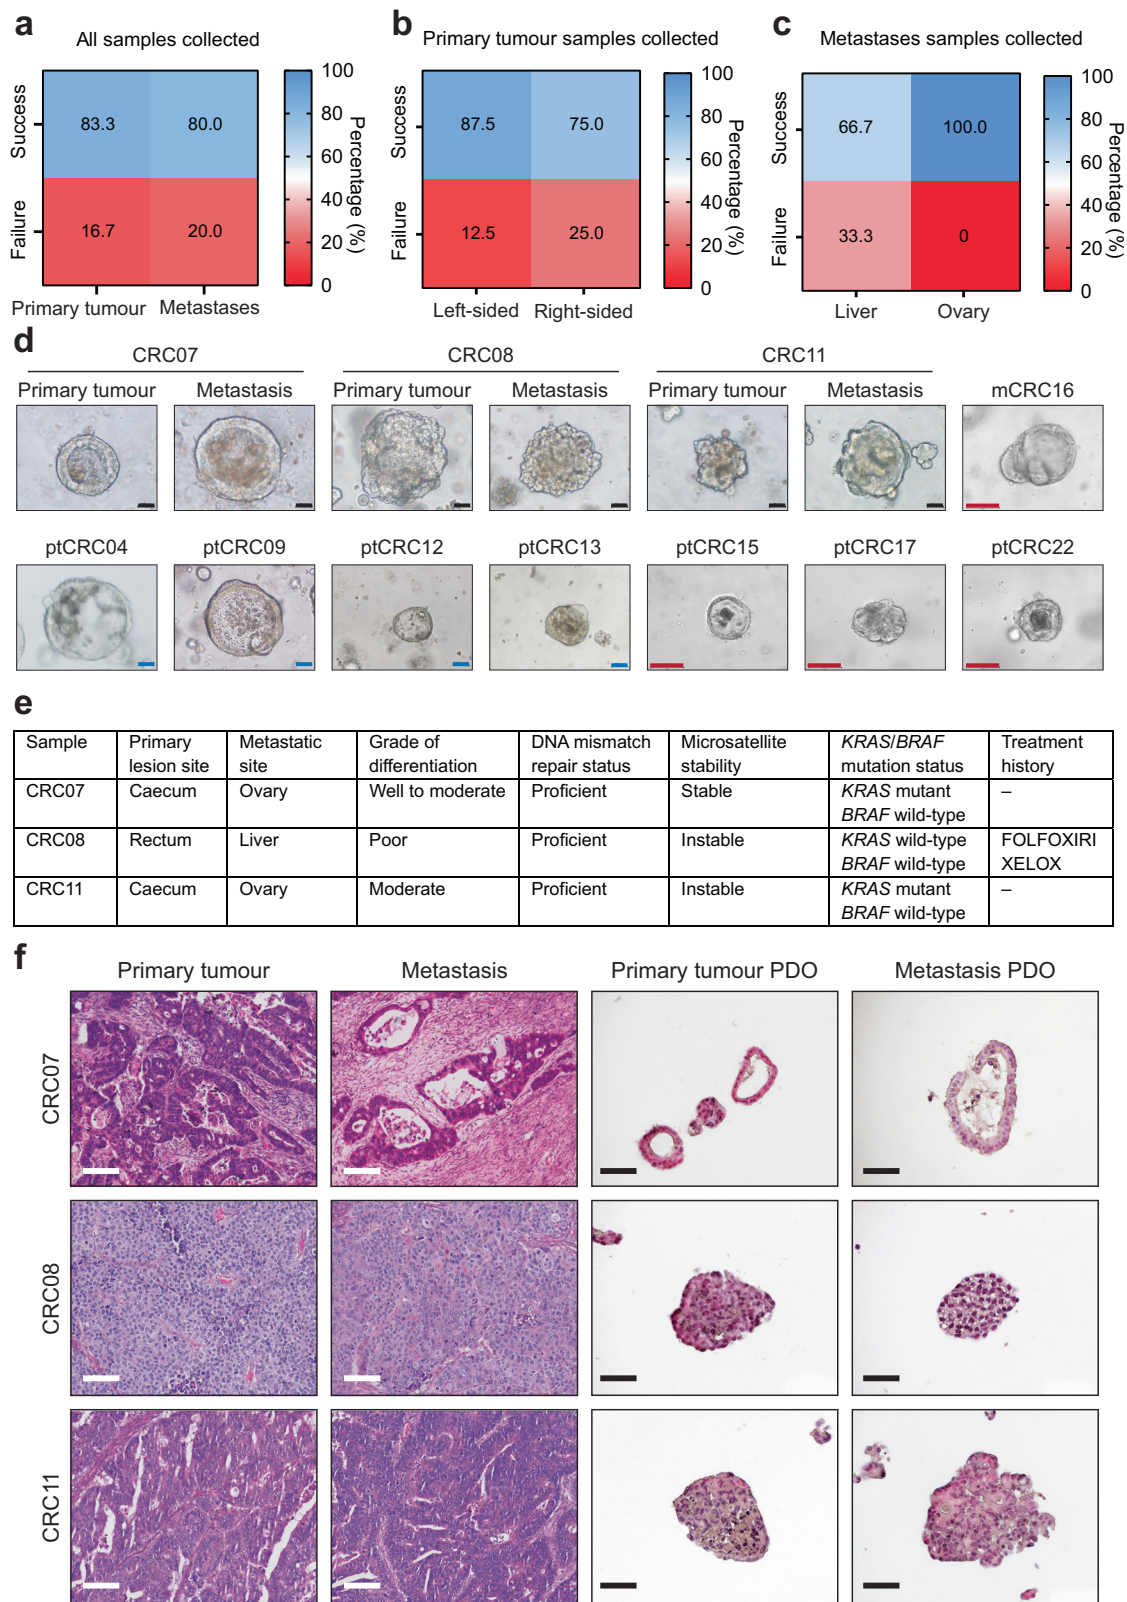 a
All samples collected
Success
Failure
83.3
80.0
16.7
20.0
Primary tumour
Metastases
100
80
60
40
20
0
Percentage (%)
b
Primary tumour samples collected
Success
Failure
87.5
75.0
12.5
25.0
Left-sided
Right-sided
100
80
60
40
20
0
Percentage (%)
c
Metastases samples collected
Success
Failure
66.7
100.0
33.3
0
Liver
Ovary
100
80
60
40
20
0
Percentage (%)
d
CRC07
CRC08
CRC11
Primary tumour
Metastasis
Primary tumour
Metastasis
Primary tumour
Metastasis
mCRC16
ptCRC04
ptCRC09
ptCRC12
ptCRC13
ptCRC15
ptCRC17
ptCRC22
e
Sample
Primary
lesion site
Metastatic
site
Grade of
differentiation
DNA mismatch
repair status
Microsatellite
stability
KRAS/BRAF
mutation status
Treatment
history
CRC07
Caecum
Ovary
Well to moderate
Proficient
Stable
KRAS mutant
BRAF wild-type
–
CRC08
Rectum
Liver
Poor
Proficient
Instable
KRAS wild-type
BRAF wild-type
FOLFOXIRI
XELOX
CRC11
Caecum
Ovary
Moderate
Proficient
Instable
KRAS mutant
BRAF wild-type
–
f
Primary tumour
Metastasis
Primary tumour PDO
Metastasis PDO
CRC07
CRC08
CRC11